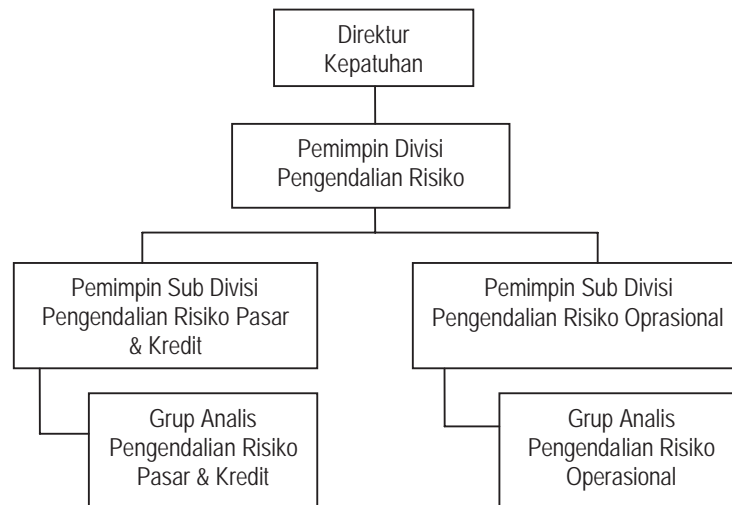 Direktur
Kepatuhan
Pemimpin Divisi
Pengendalian Risiko
Pemimpin Sub Divisi
Pengendalian Risiko Pasar
& Kredit
Pemimpin Sub Divisi
Pengendalian Risiko Oprasional
Grup Analis
Pengendalian Risiko
Pasar & Kredit
Grup Analis
Pengendalian Risiko
Operasional